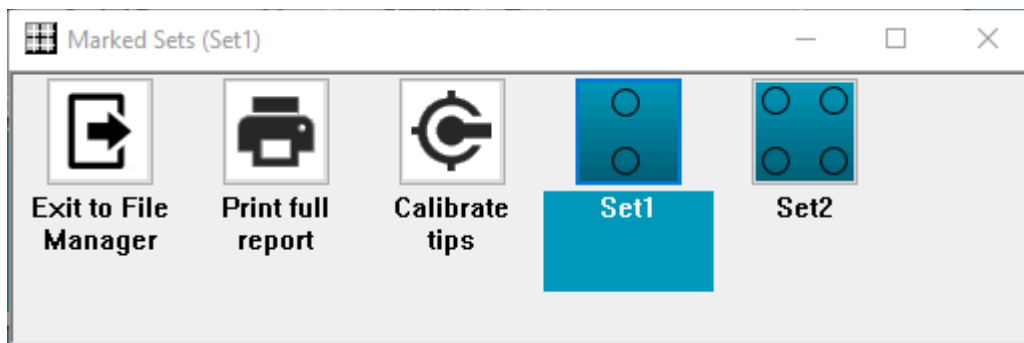 Marked Sets (Set1)
Exit to File
Manager
Print full
report
Calibrate
tips
Set1
Set2